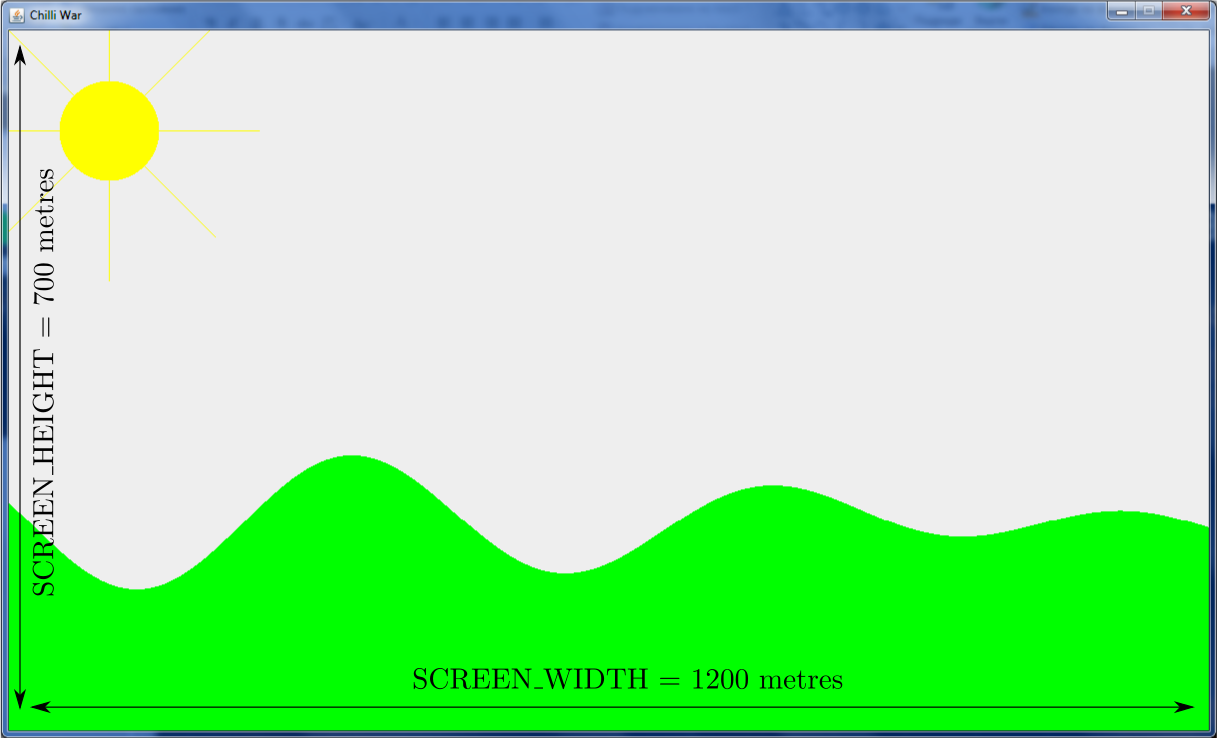 Chilli War
SCREEN_HEIGHT = 700 metres
SCREEN_WIDTH = 1200 metres